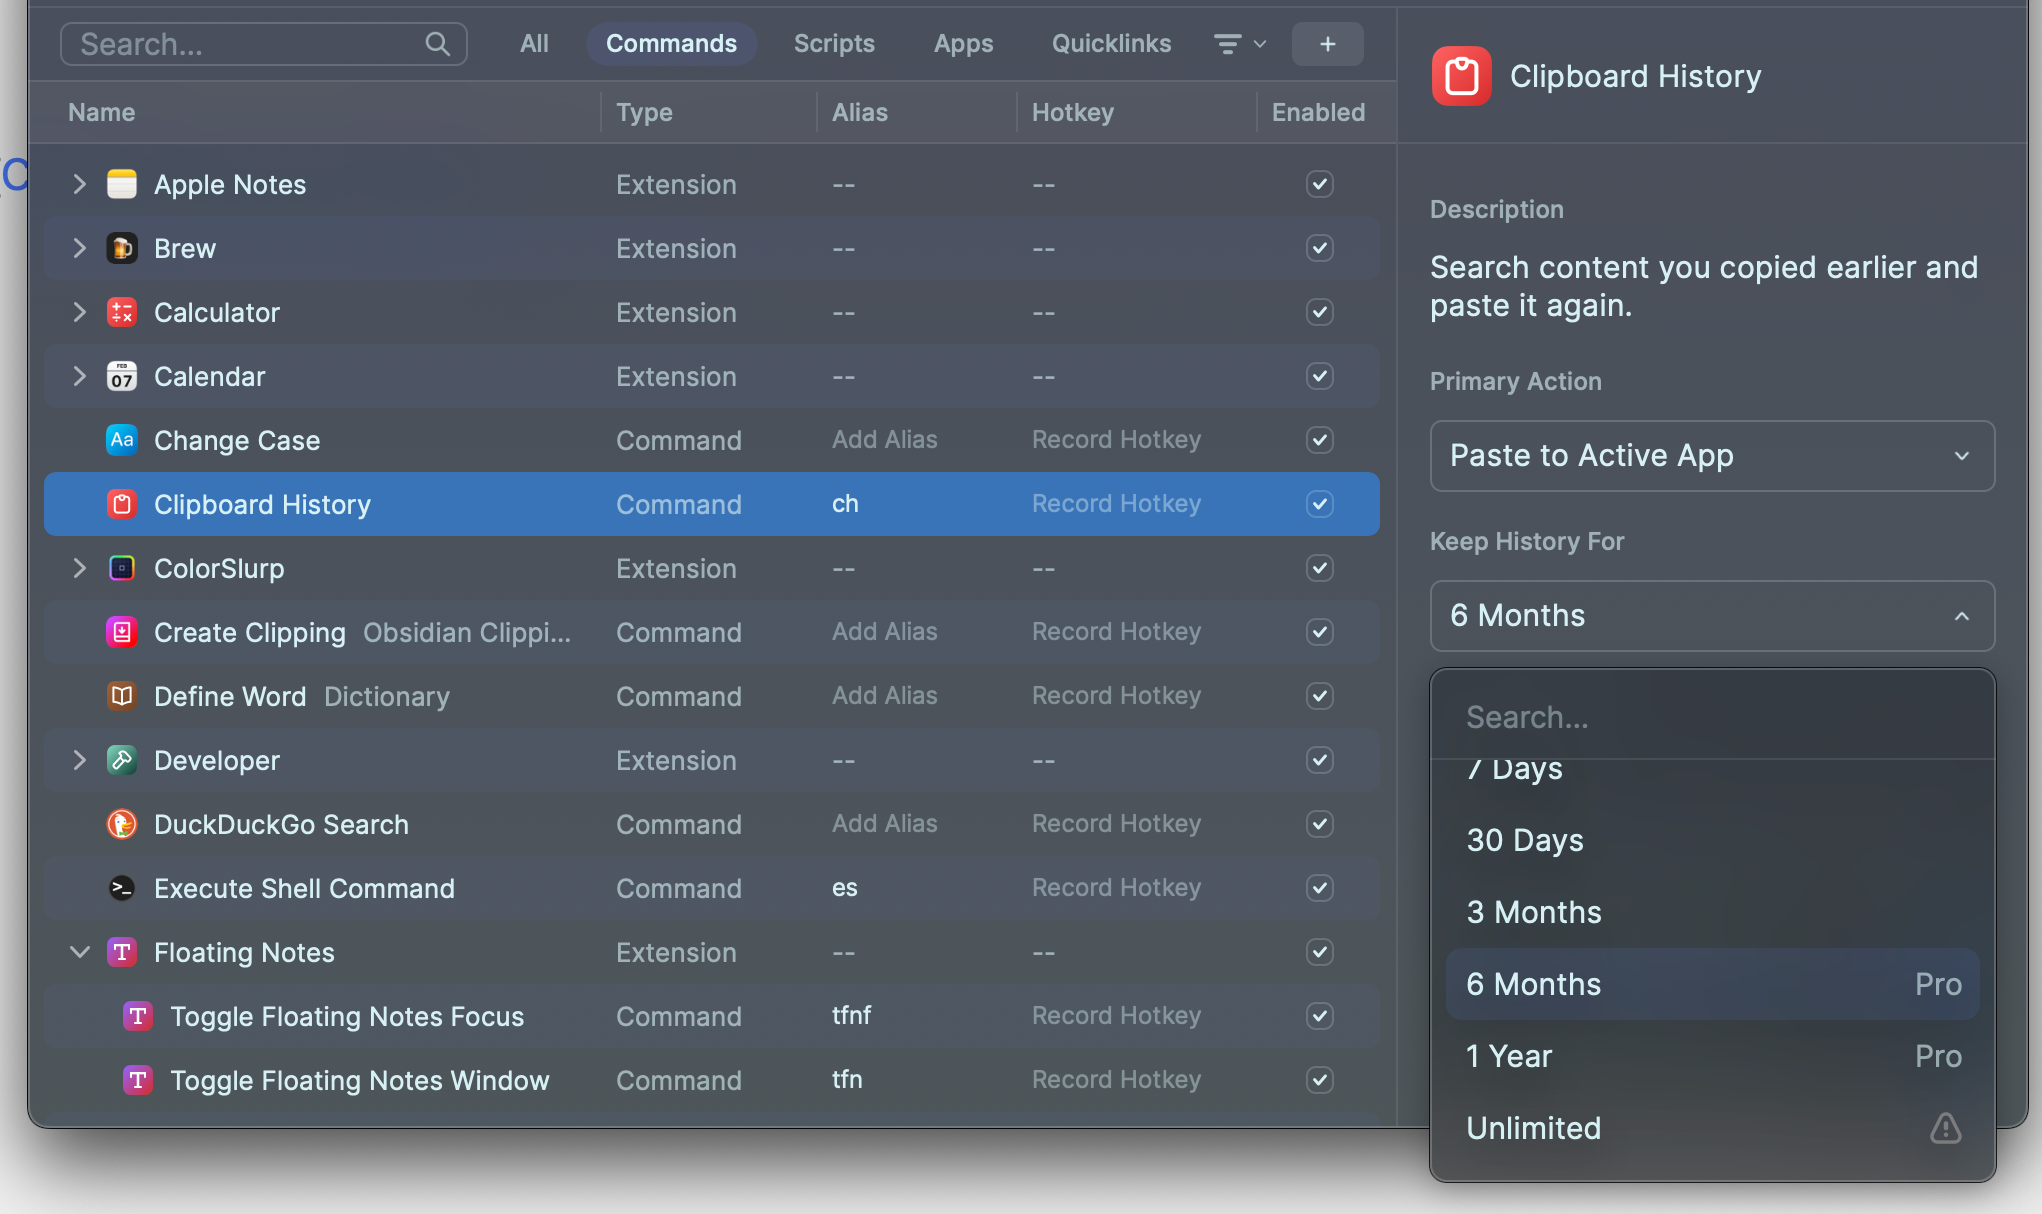 Search...
All
Commands
Scripts
Apps
Quicklinks
+
Name
Type
Alias
Hotkey
Enabled
Apple Notes
Extension
--
--
Brew
Extension
--
--
Calculator
Extension
--
--
FEB
07
Calendar
Extension
--
--
Aa
Change Case
Command
Add Alias
Record Hotkey
Clipboard History
Command
ch
Record Hotkey
ColorSlurp
Extension
--
--
Create Clipping Obsidian Clippi...
Command
Add Alias
Record Hotkey
Define Word Dictionary
Command
Add Alias
Record Hotkey
Developer
Extension
--
--
DuckDuckGo Search
Command
Add Alias
Record Hotkey
>_
Execute Shell Command
Command
es
Record Hotkey
T
Floating Notes
Extension
--
--
T
Toggle Floating Notes Focus
Command
tfnf
Record Hotkey
T
Toggle Floating Notes Window
Command
tfn
Record Hotkey
Clipboard History
Description
Search content you copied earlier and
paste it again.
Primary Action
Paste to Active App
Keep History For
6 Months
Search...
7 Days
30 Days
3 Months
6 Months Pro
1 Year Pro
Unlimited